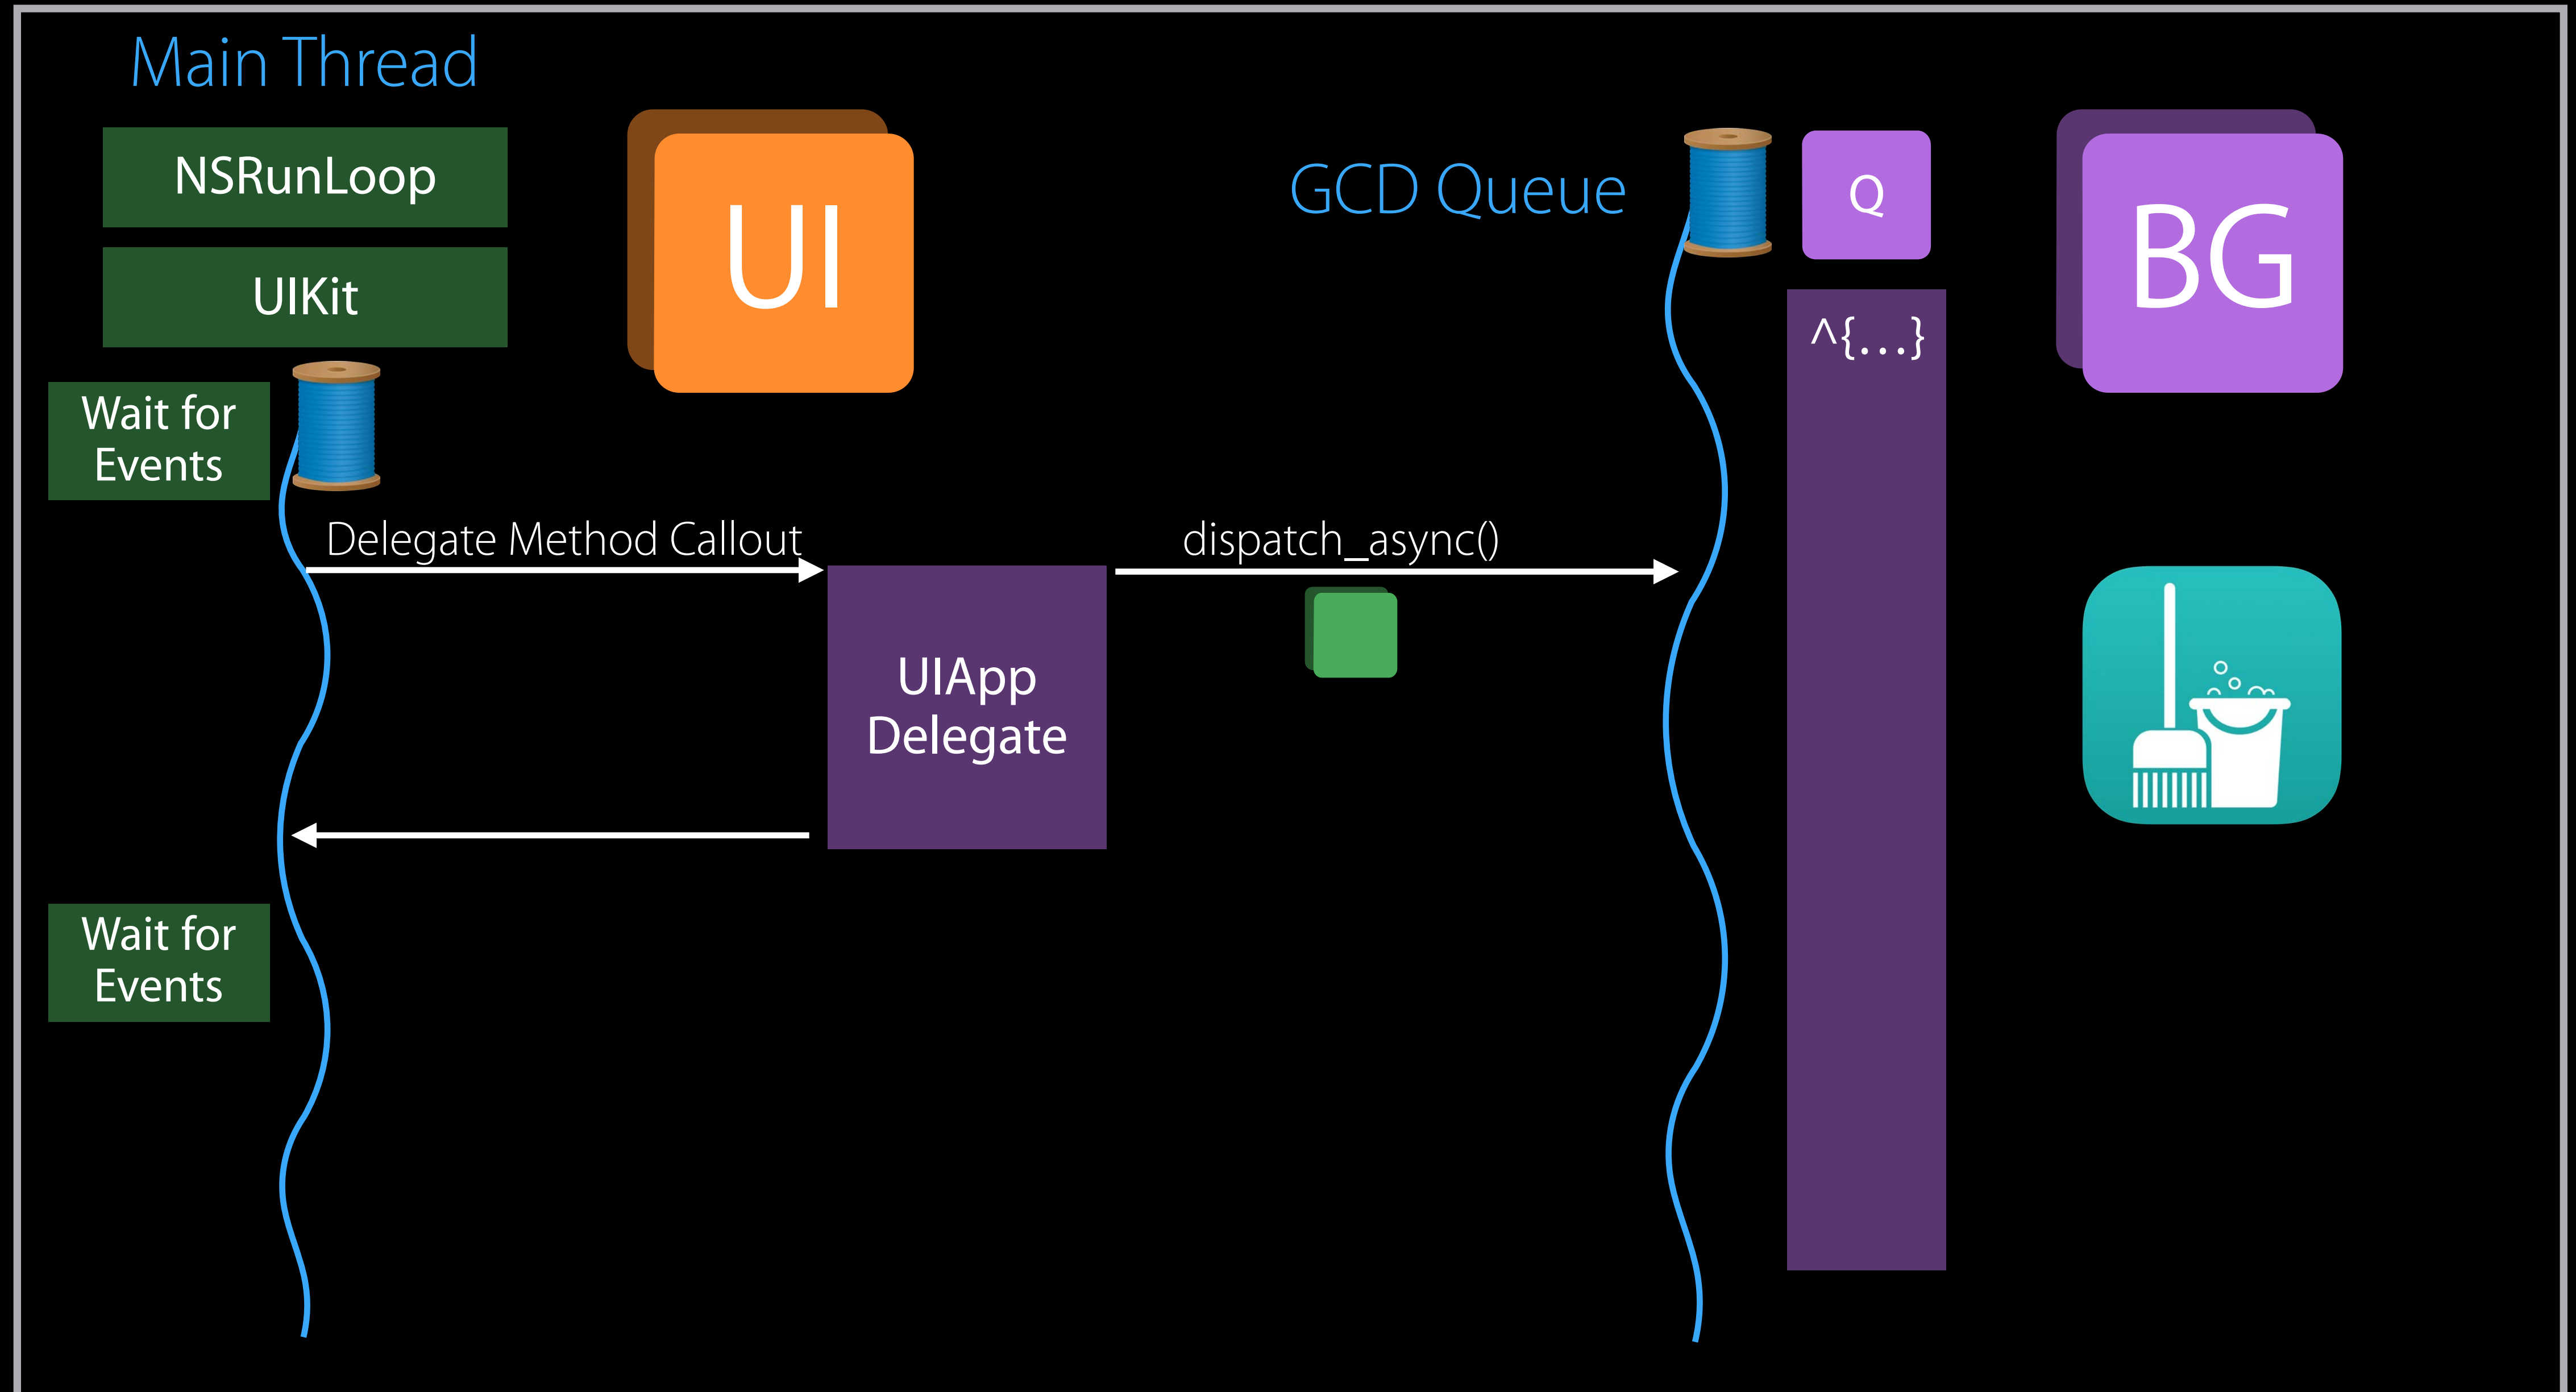 Main Thread
NSRunLoop
UIKit
UI
Wait for
Events
Delegate Method Callout
UIApp
Delegate
Wait for
Events
dispatch_async()
GCD Queue
Q
^{...}
BG